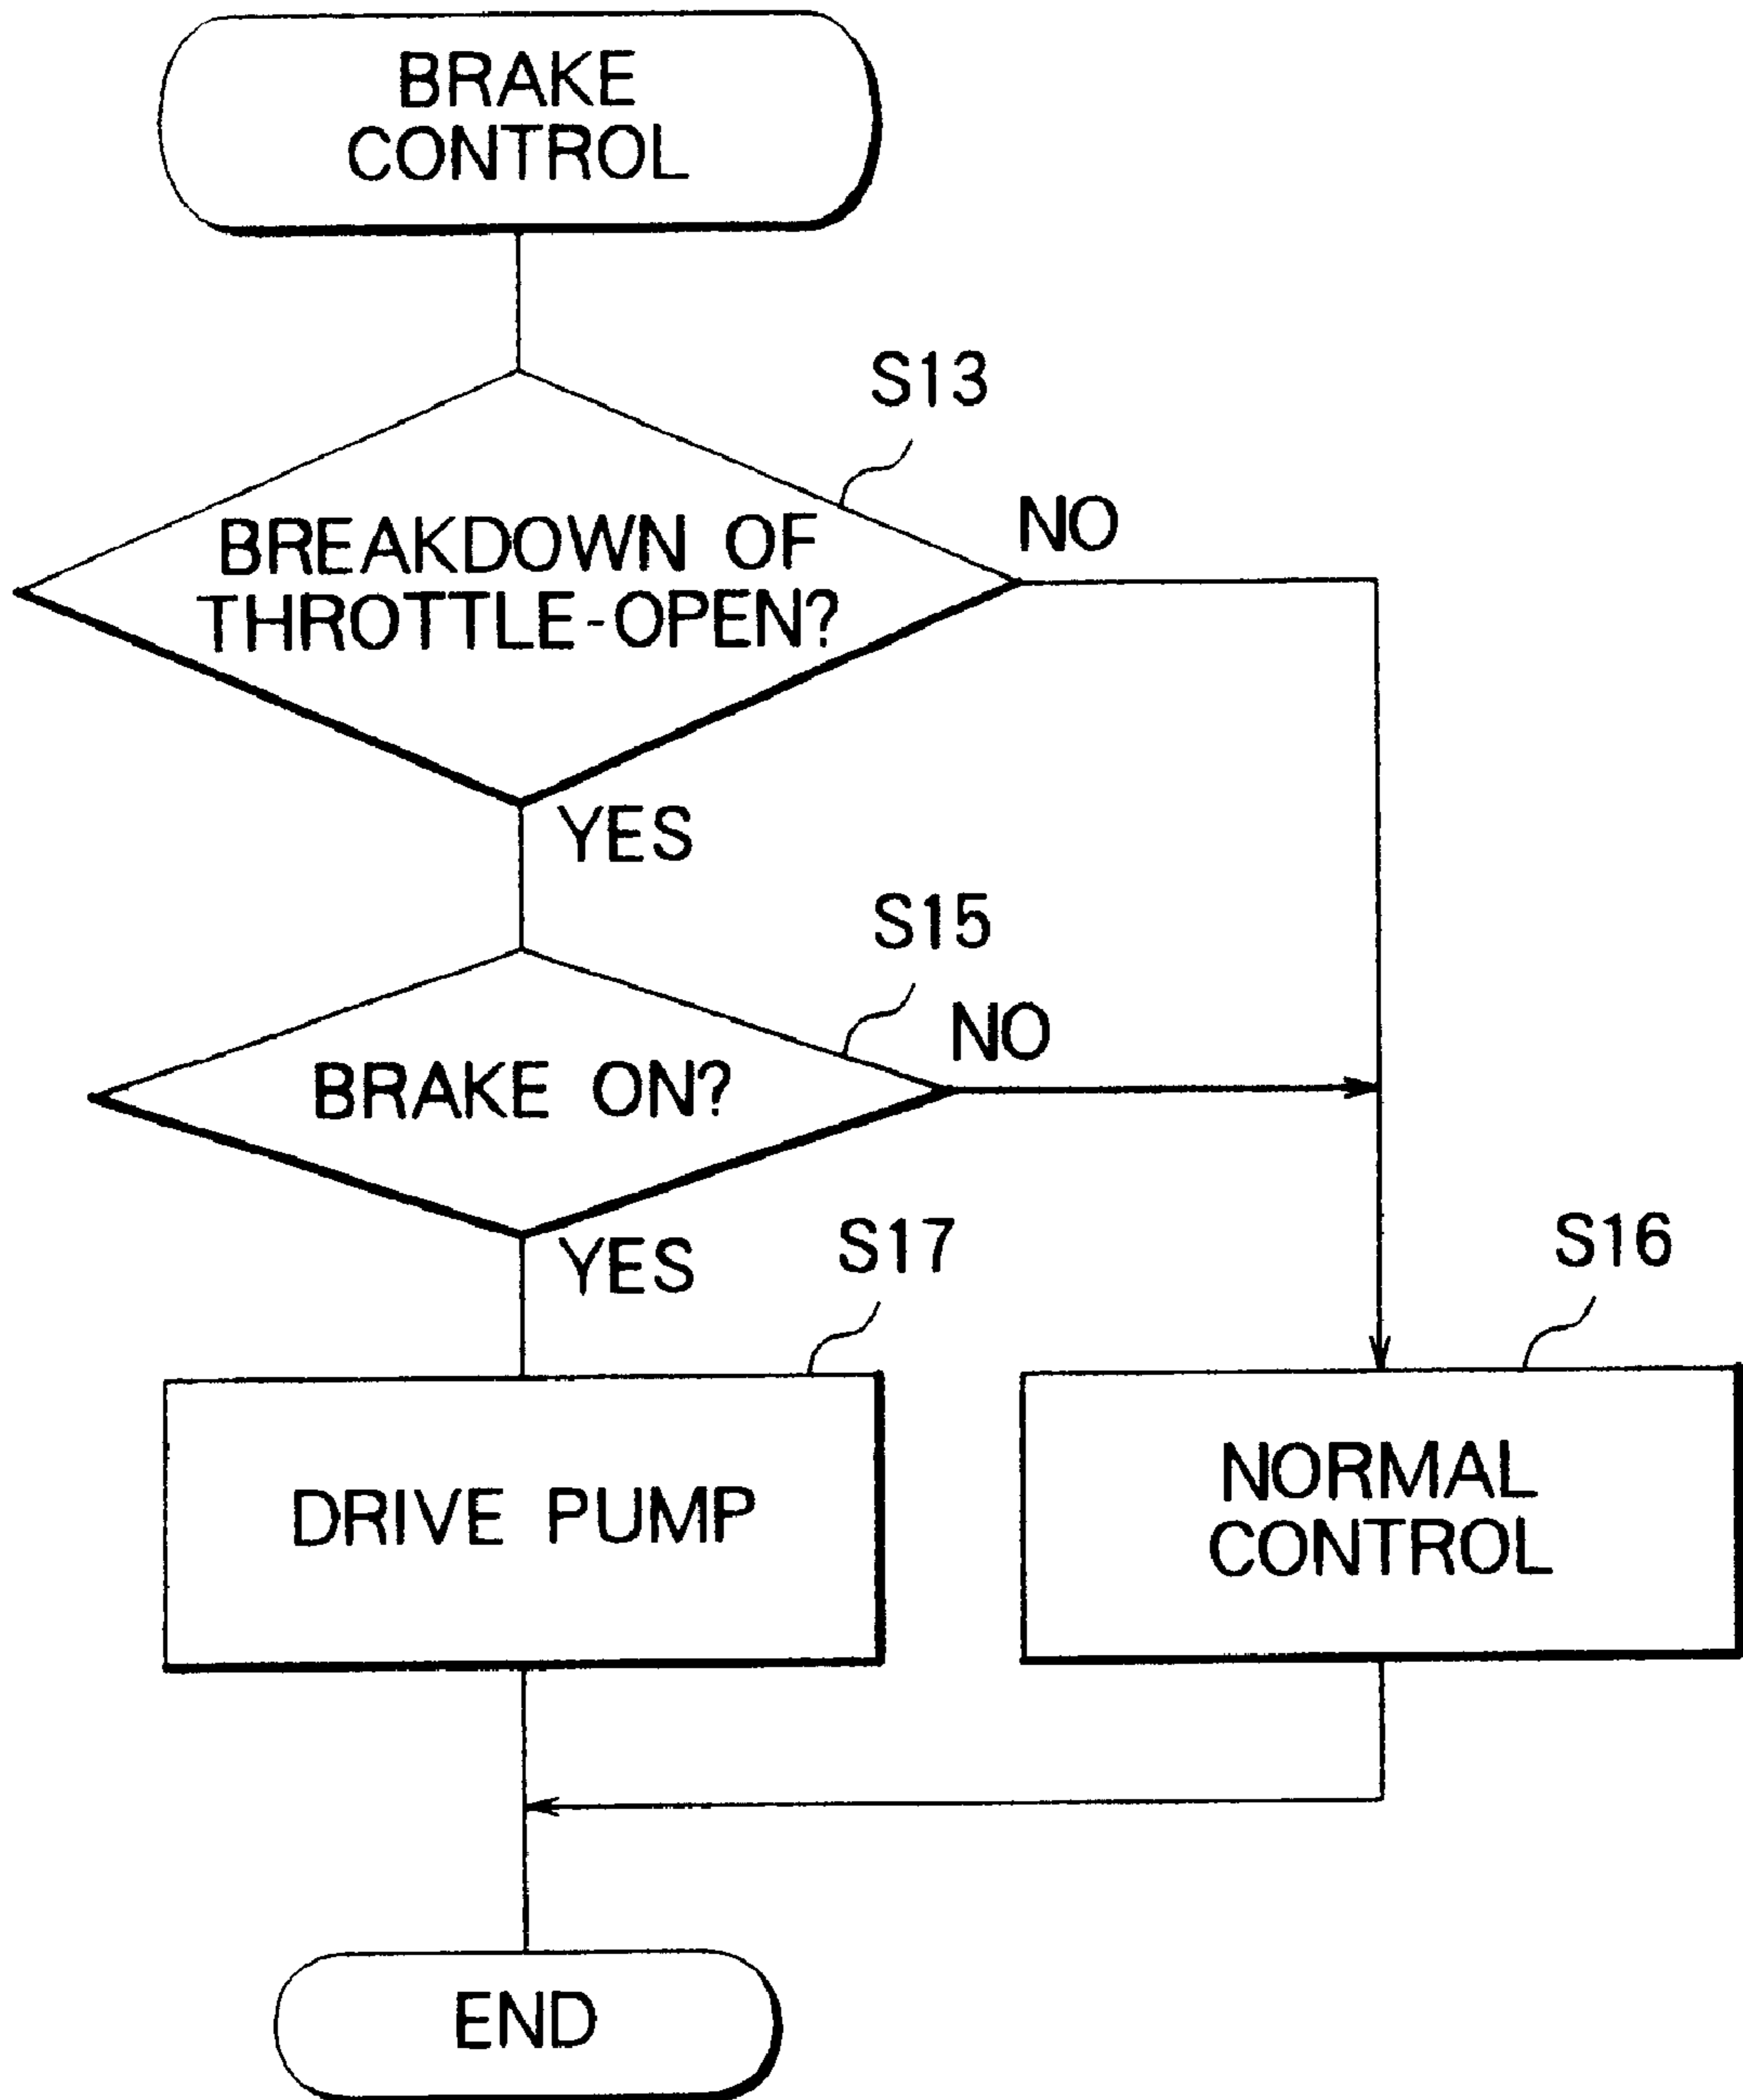 BRAKE
CONTROL
S13
BREAKDOWN OF
THROTTLE-OPEN?
NO
YES
S15
BRAKE ON?
NO
YES
S17
S16
DRIVE PUMP
NORMAL
CONTROL
END